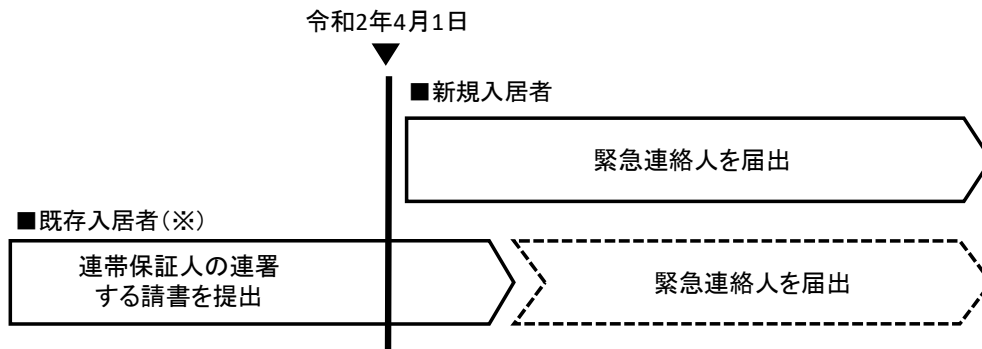 令和2年4月1日
■新規入居者
緊急連絡人を届出
■既存入居者(※)
連帯保証人の連署
する請書を提出
緊急連絡人を届出